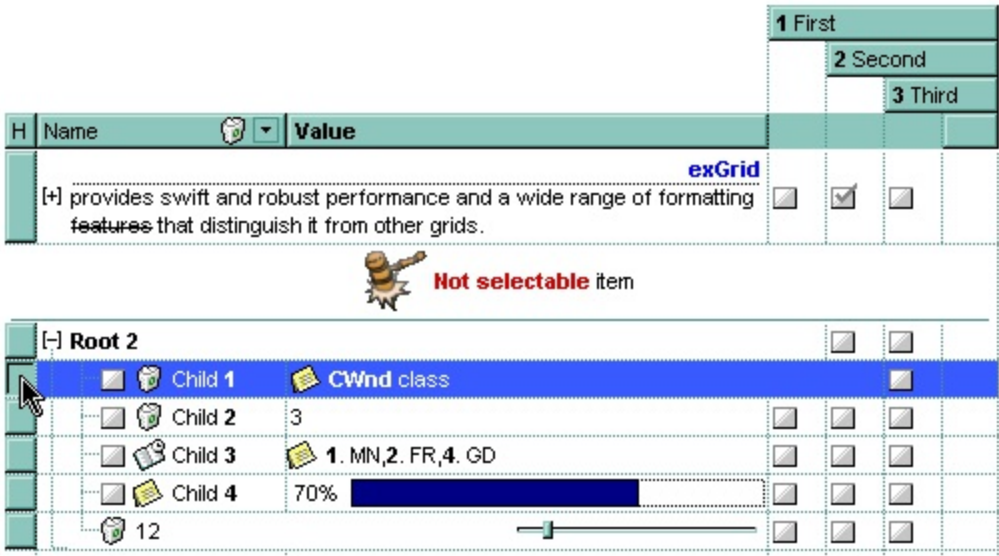 1 First
2 Second
3 Third
H Name Value
exGrid
[+] provides swift and robust performance and a wide range of formatting
features that distinguish it from other grids.
Not selectable item
[-] Root 2
Child 1 CWnd class
Child 2 3
Child 3 1. MN,2. FR,4. GD
Child 4 70%
12